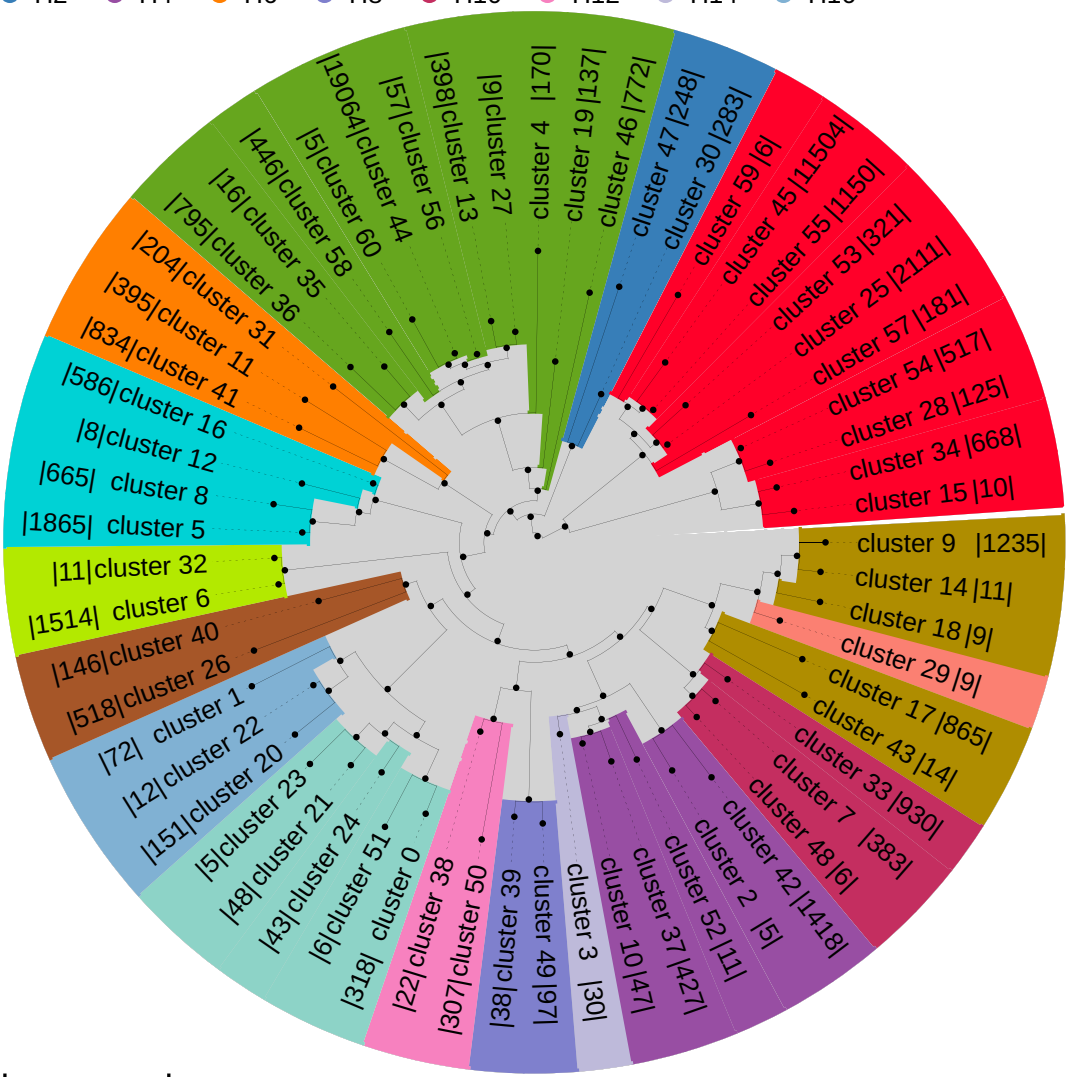 cluster 47 |248|
cluster 30 |283|
cluster 59 |6|
cluster 45 |11504|
cluster 55 |1150|
cluster 53 |321|
cluster 25 |2111|
cluster 57 |181|
cluster 54 |517|
cluster 28 |125|
cluster 34 |668|
cluster 15 |10|
cluster 9 |1235|
cluster 14 |11|
cluster 18 |9|
cluster 29 |9|
cluster 17 |865|
cluster 43 |14|
cluster 33 |930|
cluster 7 |383|
cluster 48 |6|
cluster 42 |1418|
cluster 2 |5|
cluster 52 |11|
cluster 37 |427|
cluster 10 |47|
cluster 3 |30|
cluster 49 |97|
|38|cluster 39
|307|cluster 50
|22|cluster 38
|318| cluster 0
|6|cluster 51
|43|cluster 24
|48|cluster 21
|5|cluster 23
|151|cluster 20
|12|cluster 22
|72| cluster 1
|518|cluster 26
|146|cluster 40
|1514| cluster 6
|11|cluster 32
|1865| cluster 5
|665| cluster 8
|8|cluster 12
|586|cluster 16
|834|cluster 41
|395|cluster 11
|204|cluster 31
|795|cluster 36
|16|cluster 35
|446|cluster 58
|5|cluster 60
|19064|cluster 44
|57|cluster 56
|398|cluster 13
|9|cluster 27
cluster 4 |170|
cluster 19 |137|
cluster 46 |772|